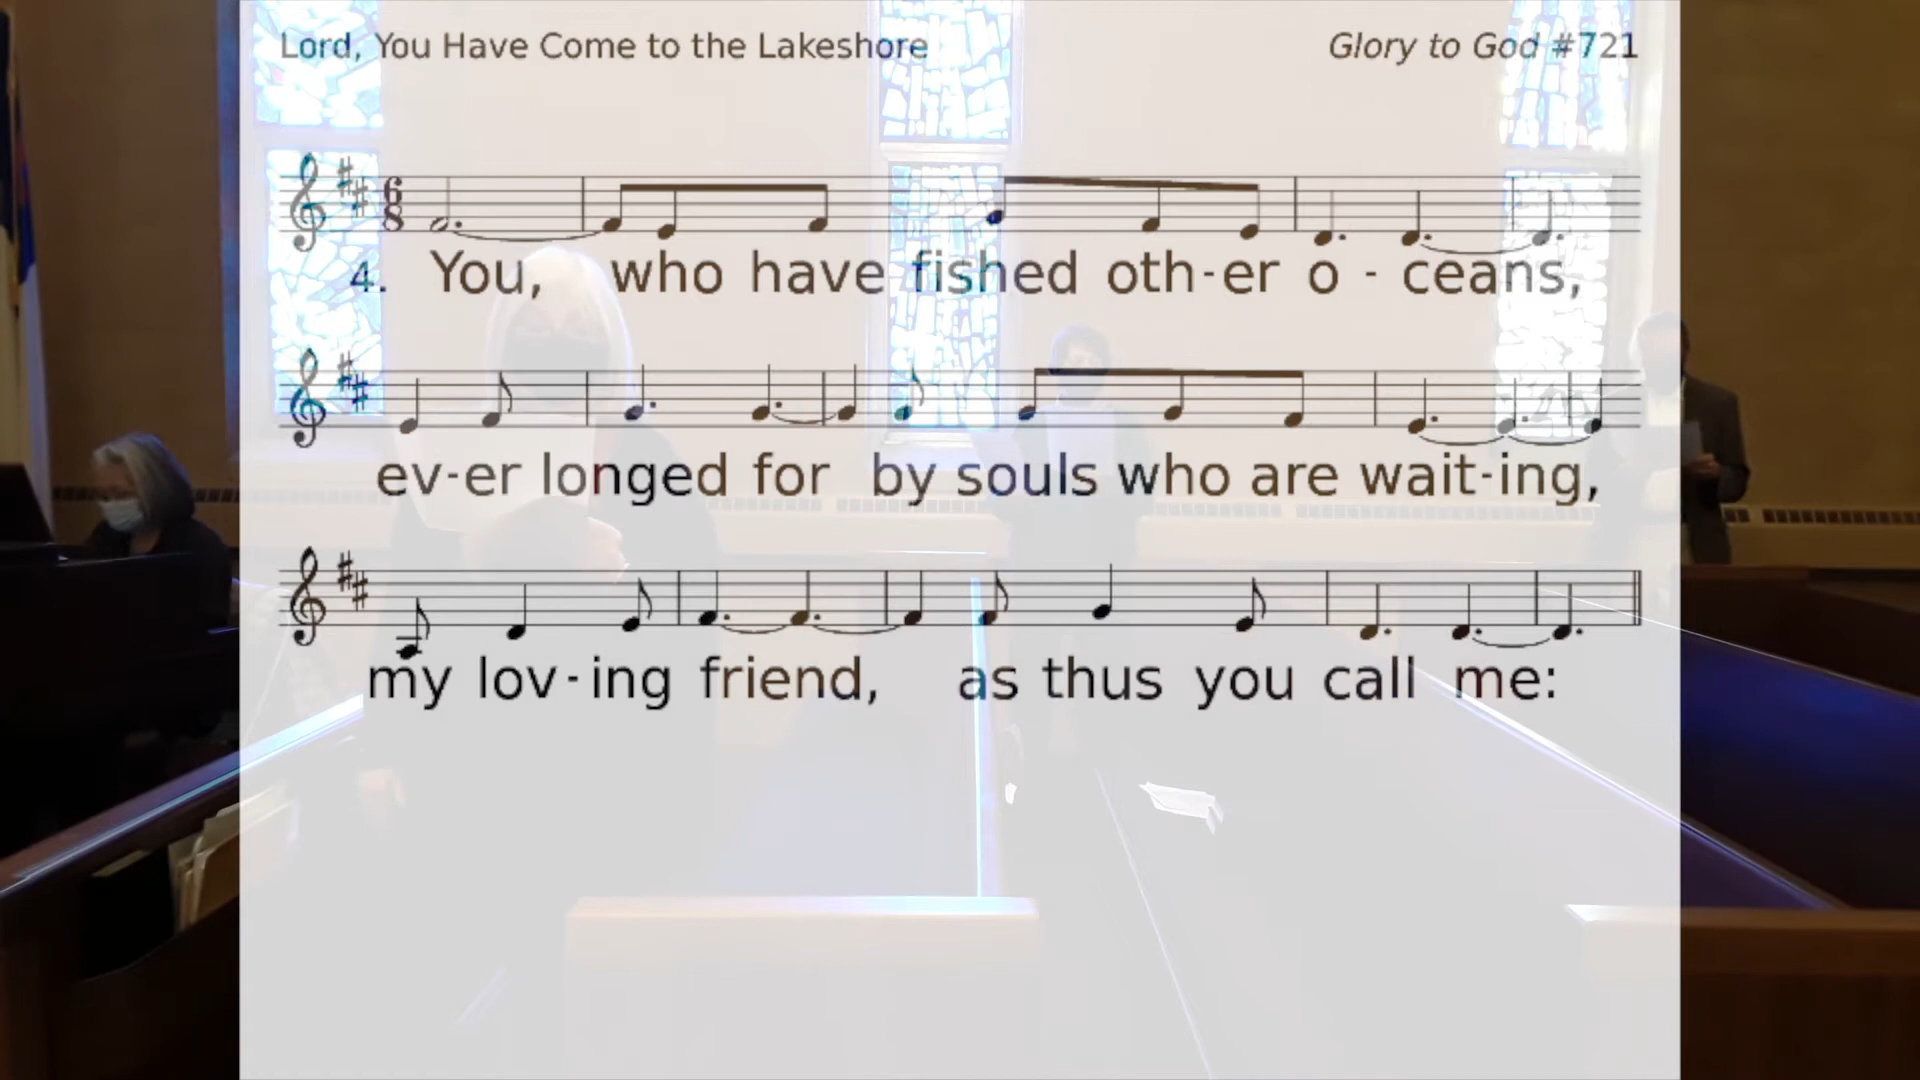 Lord, You Have Come to the Lakeshore
Glory to God #721
6
8
4. You, who have fished oth-er o - ceans,
ev-er longed for by souls who are wait-ing,
my lov-ing friend, as thus you call me: